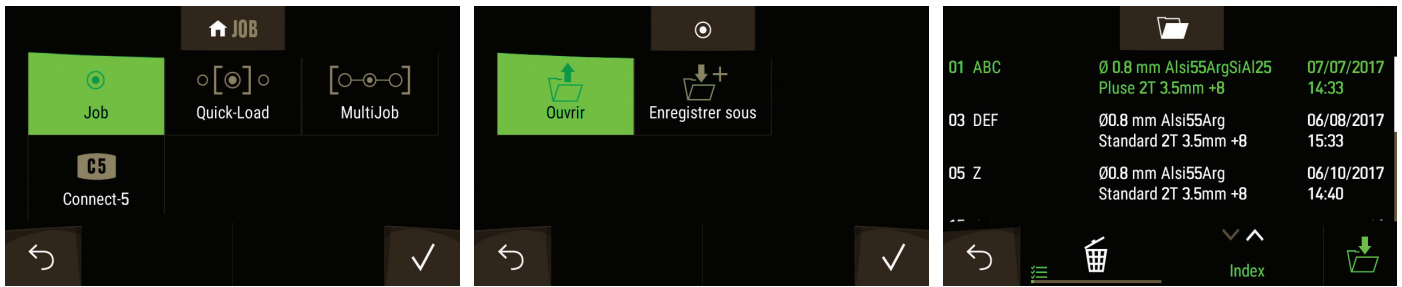 JOB
Job
Quick-Load
MultiJob
C5
Connect-5
Ouvrir
Enregistrer sous
01 ABC Ø 0.8 mm Alsi55ArgSiAl25 07/07/2017
Pluse 2T 3.5mm +8 14:33
03 DEF Ø0.8 mm Alsi55Arg 06/08/2017
Standard 2T 3.5mm +8 15:33
05 Z Ø0.8 mm Alsi55Arg 06/10/2017
Standard 2T 3.5mm +8 14:40
Index